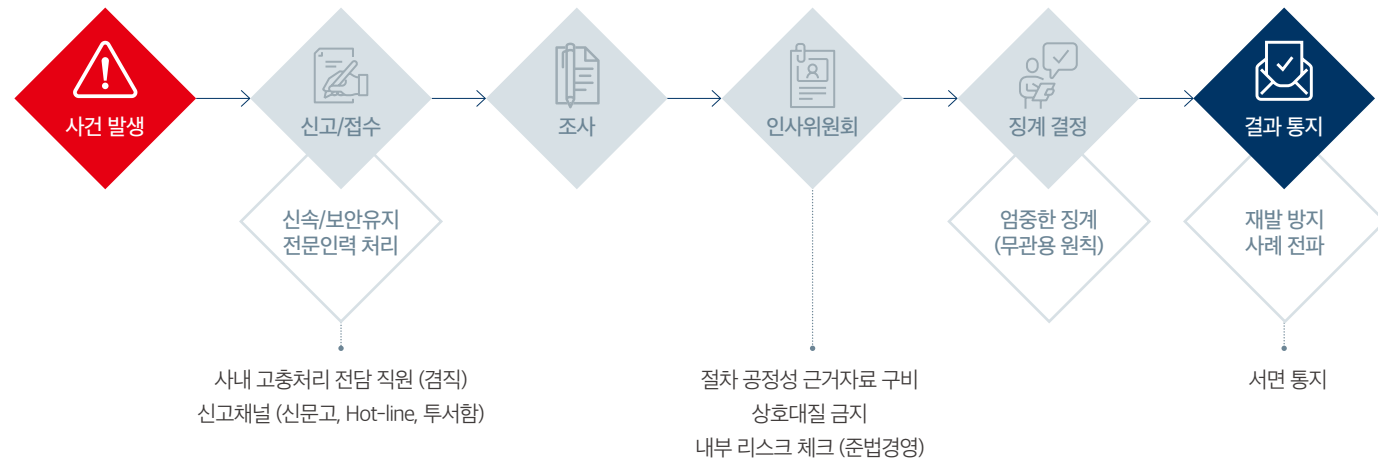 사건 발생
신고/접수
조사
인사위원회
징계 결정
결과 통지
신속/보안유지
전문인력 처리
엄중한 징계
(무관용 원칙)
재발 방지
사례 전파
사내 고충처리 전담 직원 (겸직)
신고채널 (신문고, Hot-line, 투서함)
절차 공정성 근거자료 구비
상호대질 금지
내부 리스크 체크 (준법경영)
서면 통지